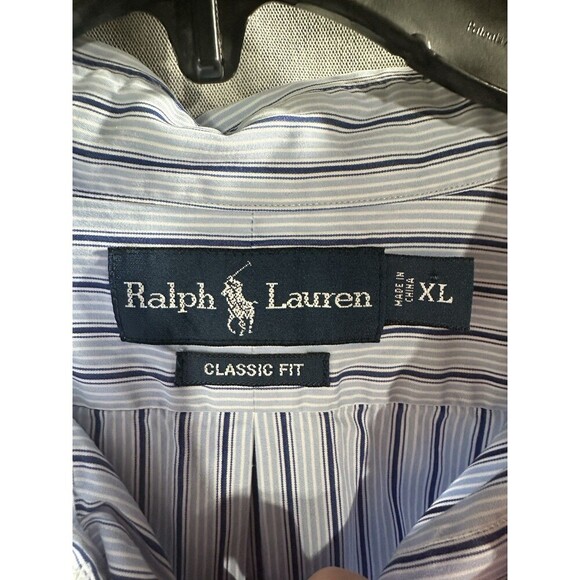 Ralph Lauren
MADE IN
CHINA
XL
CLASSIC FIT